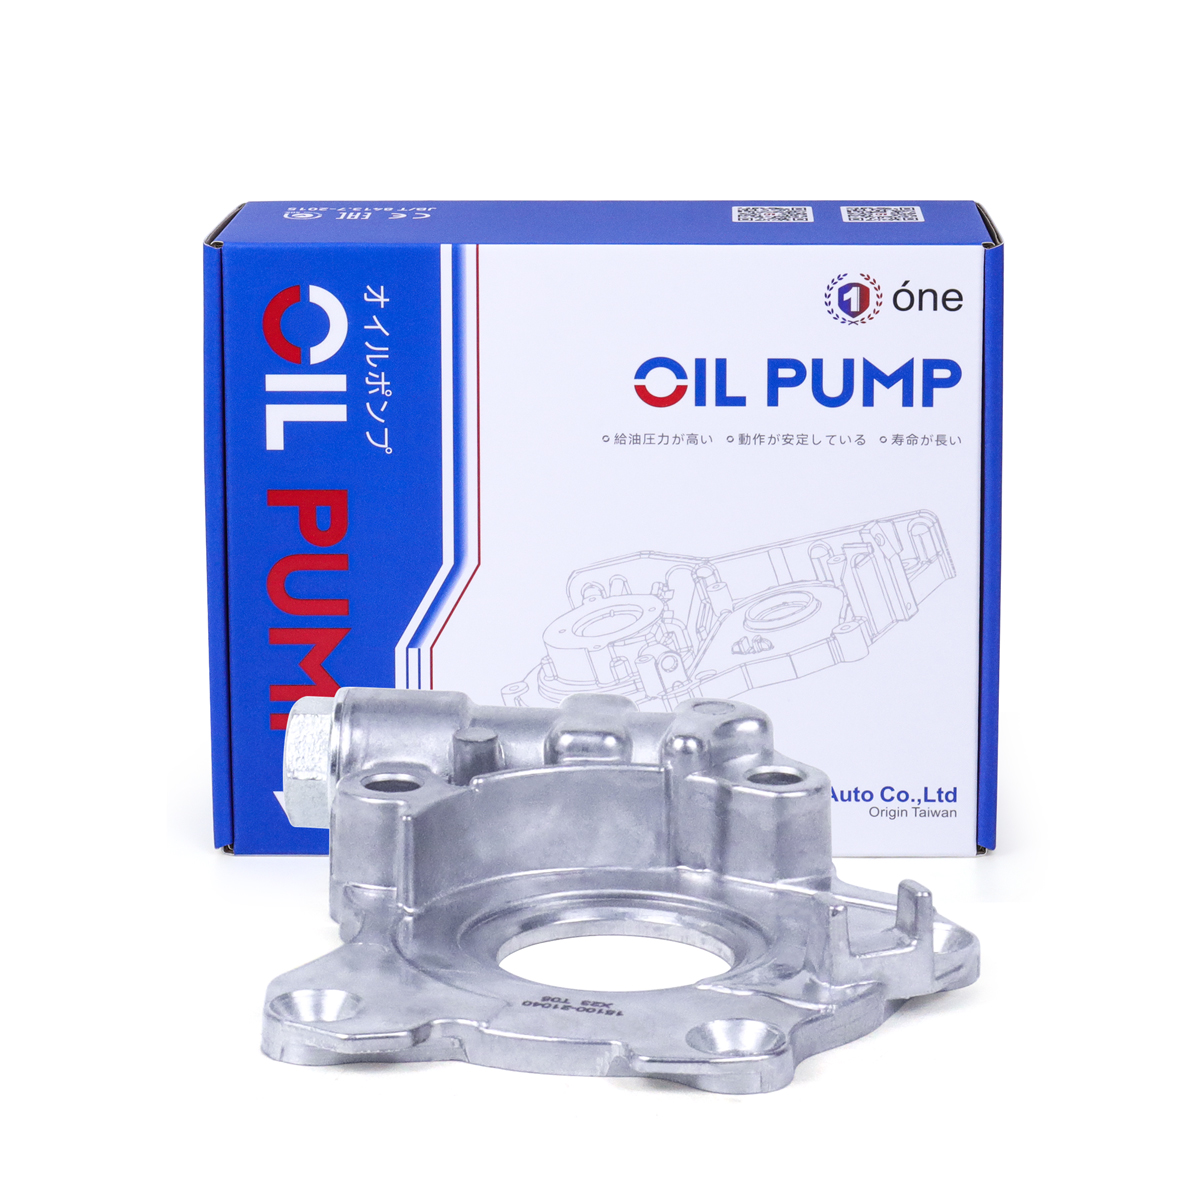 JB/T 8413.7-2015
CE EAC
1 óne
OIL PUMP
給油圧力が高い 動作が安定している 寿命が長い
オイルポンプ
OIL PUMP
Auto Co.,Ltd
Origin Taiwan
15100-21040
X23 T05